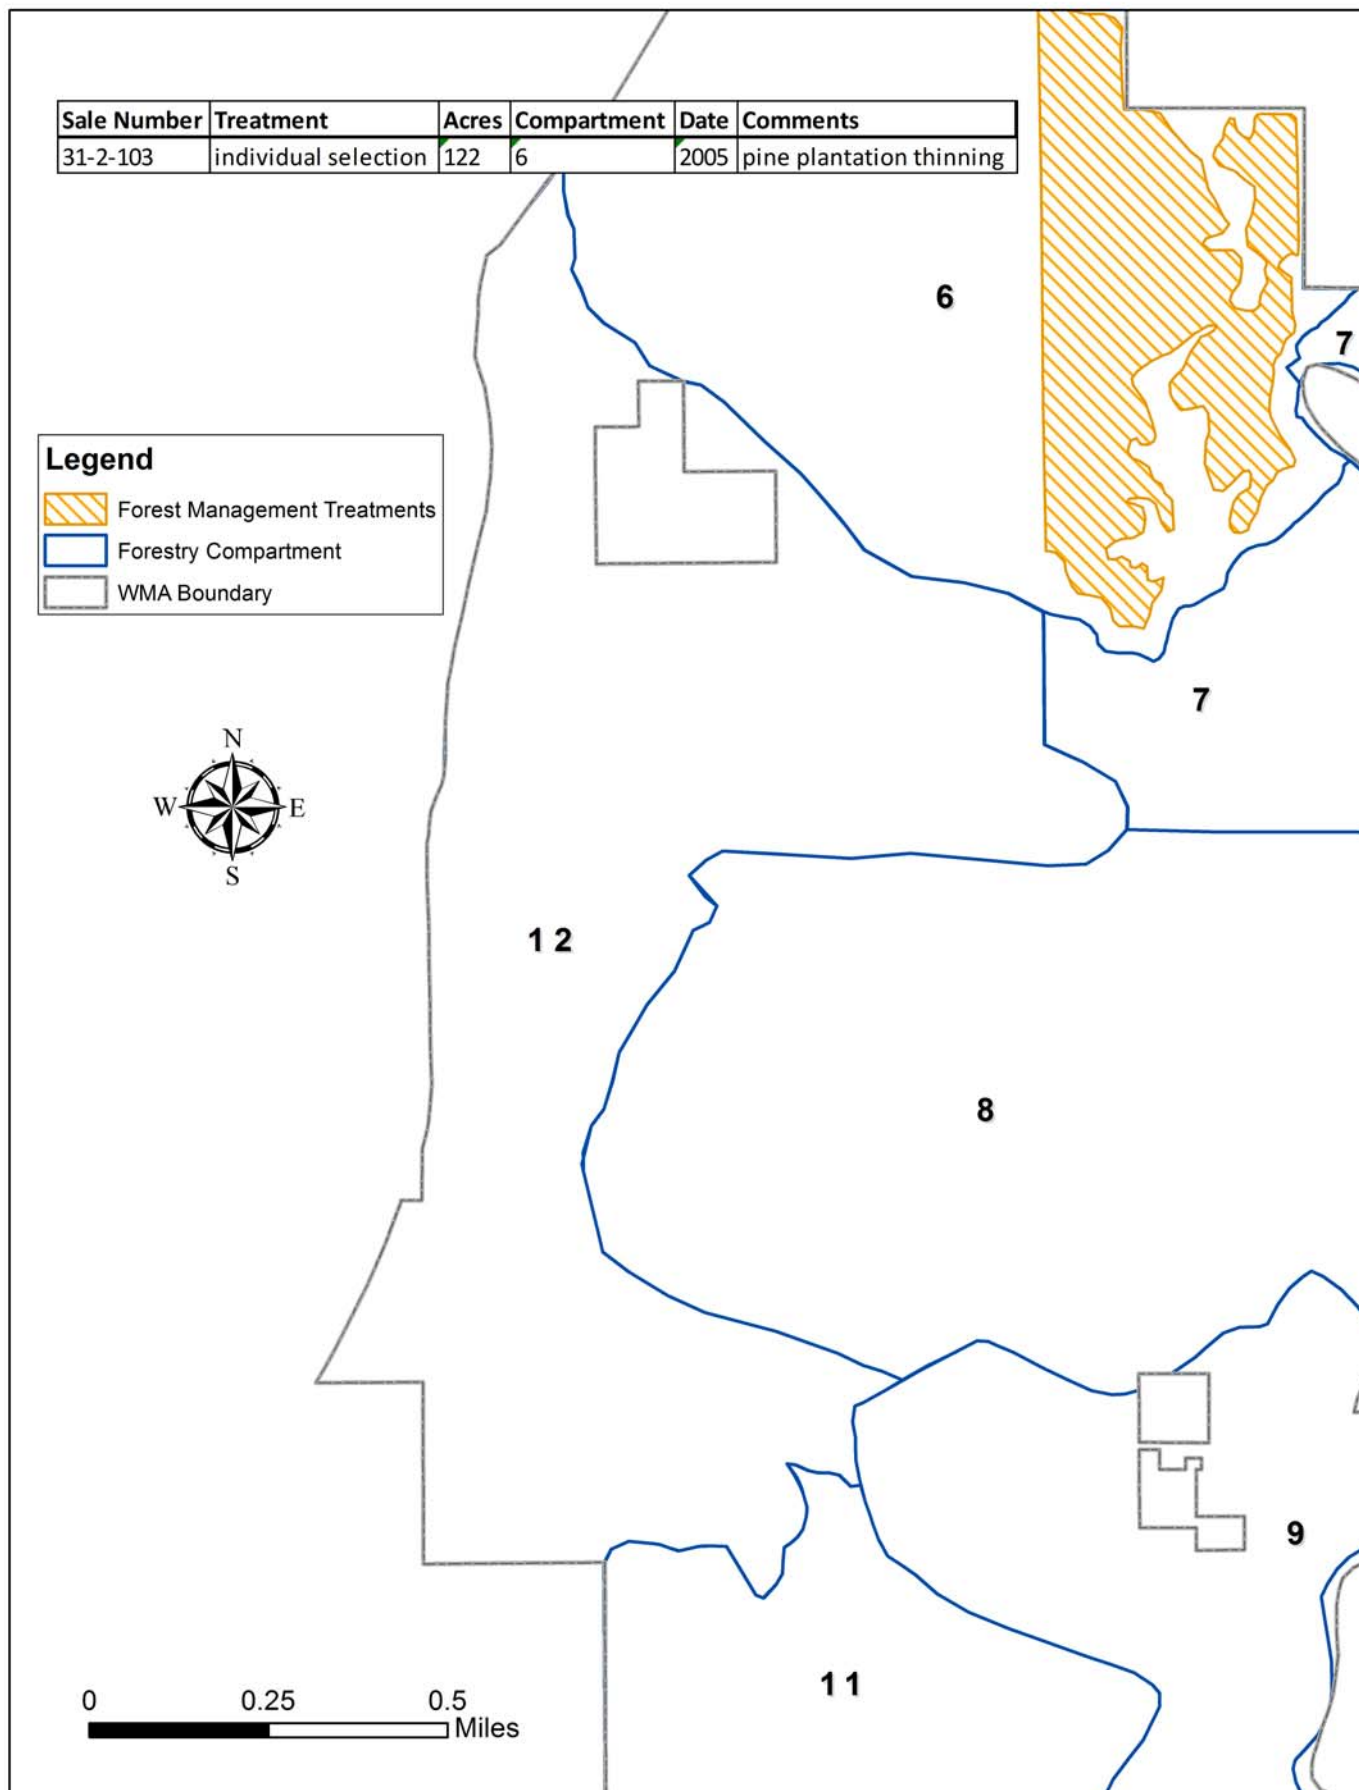 Sale Number Treatment Acres Compartment Date Comments
31-2-103 individual selection 122 6 2005 pine plantation thinning
6
7
Legend
Forest Management Treatments
Forestry Compartment
WMA Boundary
7
N
W E
S
1 2
8
9
1 1
0 0.25 0.5
Miles